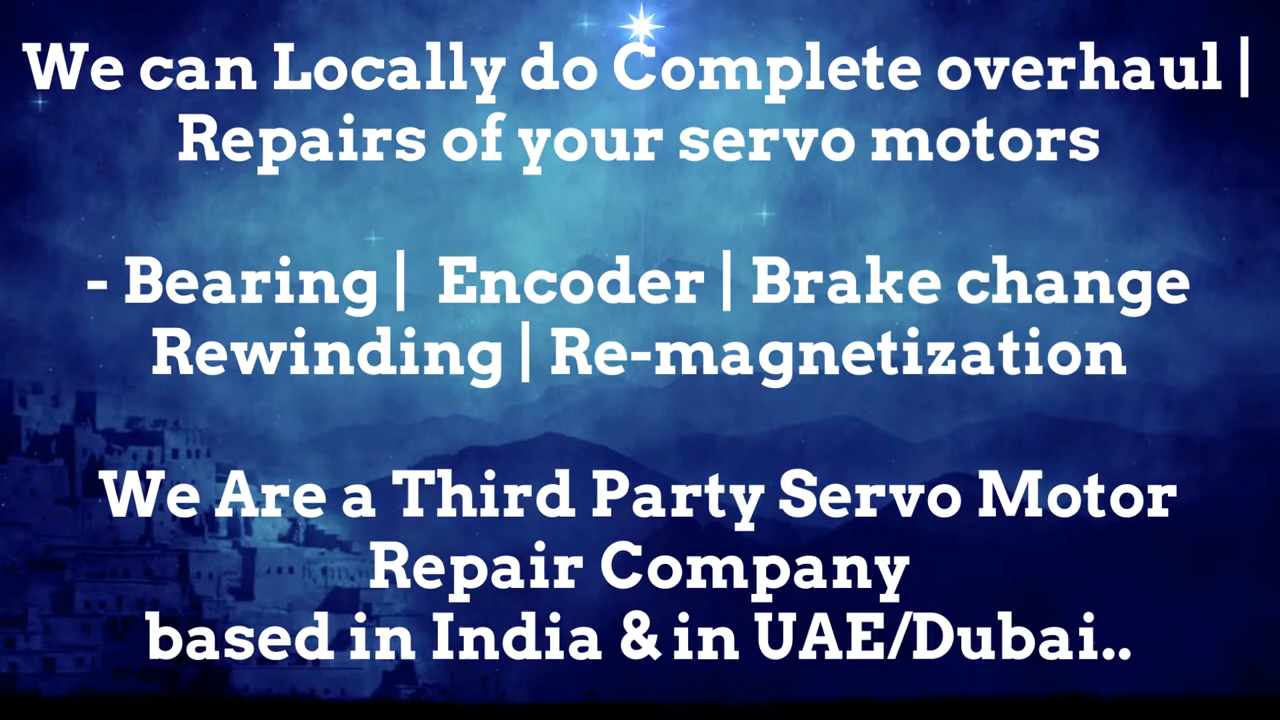 We can Locally do Complete overhaul |
Repairs of your servo motors
- Bearing | Encoder | Brake change
Rewinding | Re-magnetization
We Are a Third Party Servo Motor
Repair Company
based in India & in UAE/Dubai..